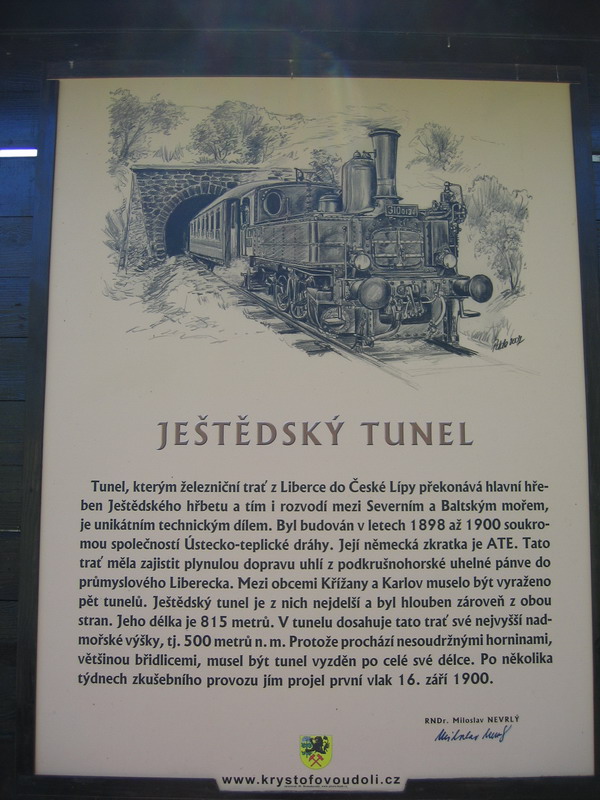 JEŠTĚDSKÝ TUNEL
Tunel, kterým železniční trať z Liberce do České Lípy překonává hlavní hře-
ben Ještědského hřbetu a tím i rozvodí mezi Severním a Baltským mořem,
je unikátním technickým dílem. Byl budován v letech 1898 až 1900 soukro-
mou společností Ústecko-teplické dráhy. Její německá zkratka je ATE. Tato
trať měla zajistit plynulou dopravu uhlí z podkrušnohorské uhelné pánve do
průmyslového Liberecka. Mezi obcemi Křížany a Karlov muselo být vyraženo
pět tunelů. Ještědský tunel je z nich nejdelší a byl hlouben zároveň z obou
stran. Jeho délka je 815 metrů. V tunelu dosahuje tato trať své nejvyšší nad-
mořské výšky, tj. 500 metrů n. m. Protože prochází nesoudržnými horninami,
většinou břidlicemi, musel být tunel vyzděn po celé své délce. Po několika
týdnech zkušebního provozu jím projel první vlak 16. září 1900.
RNDr. Miloslav NEVRLÝ
www.krystofovoudoli.cz